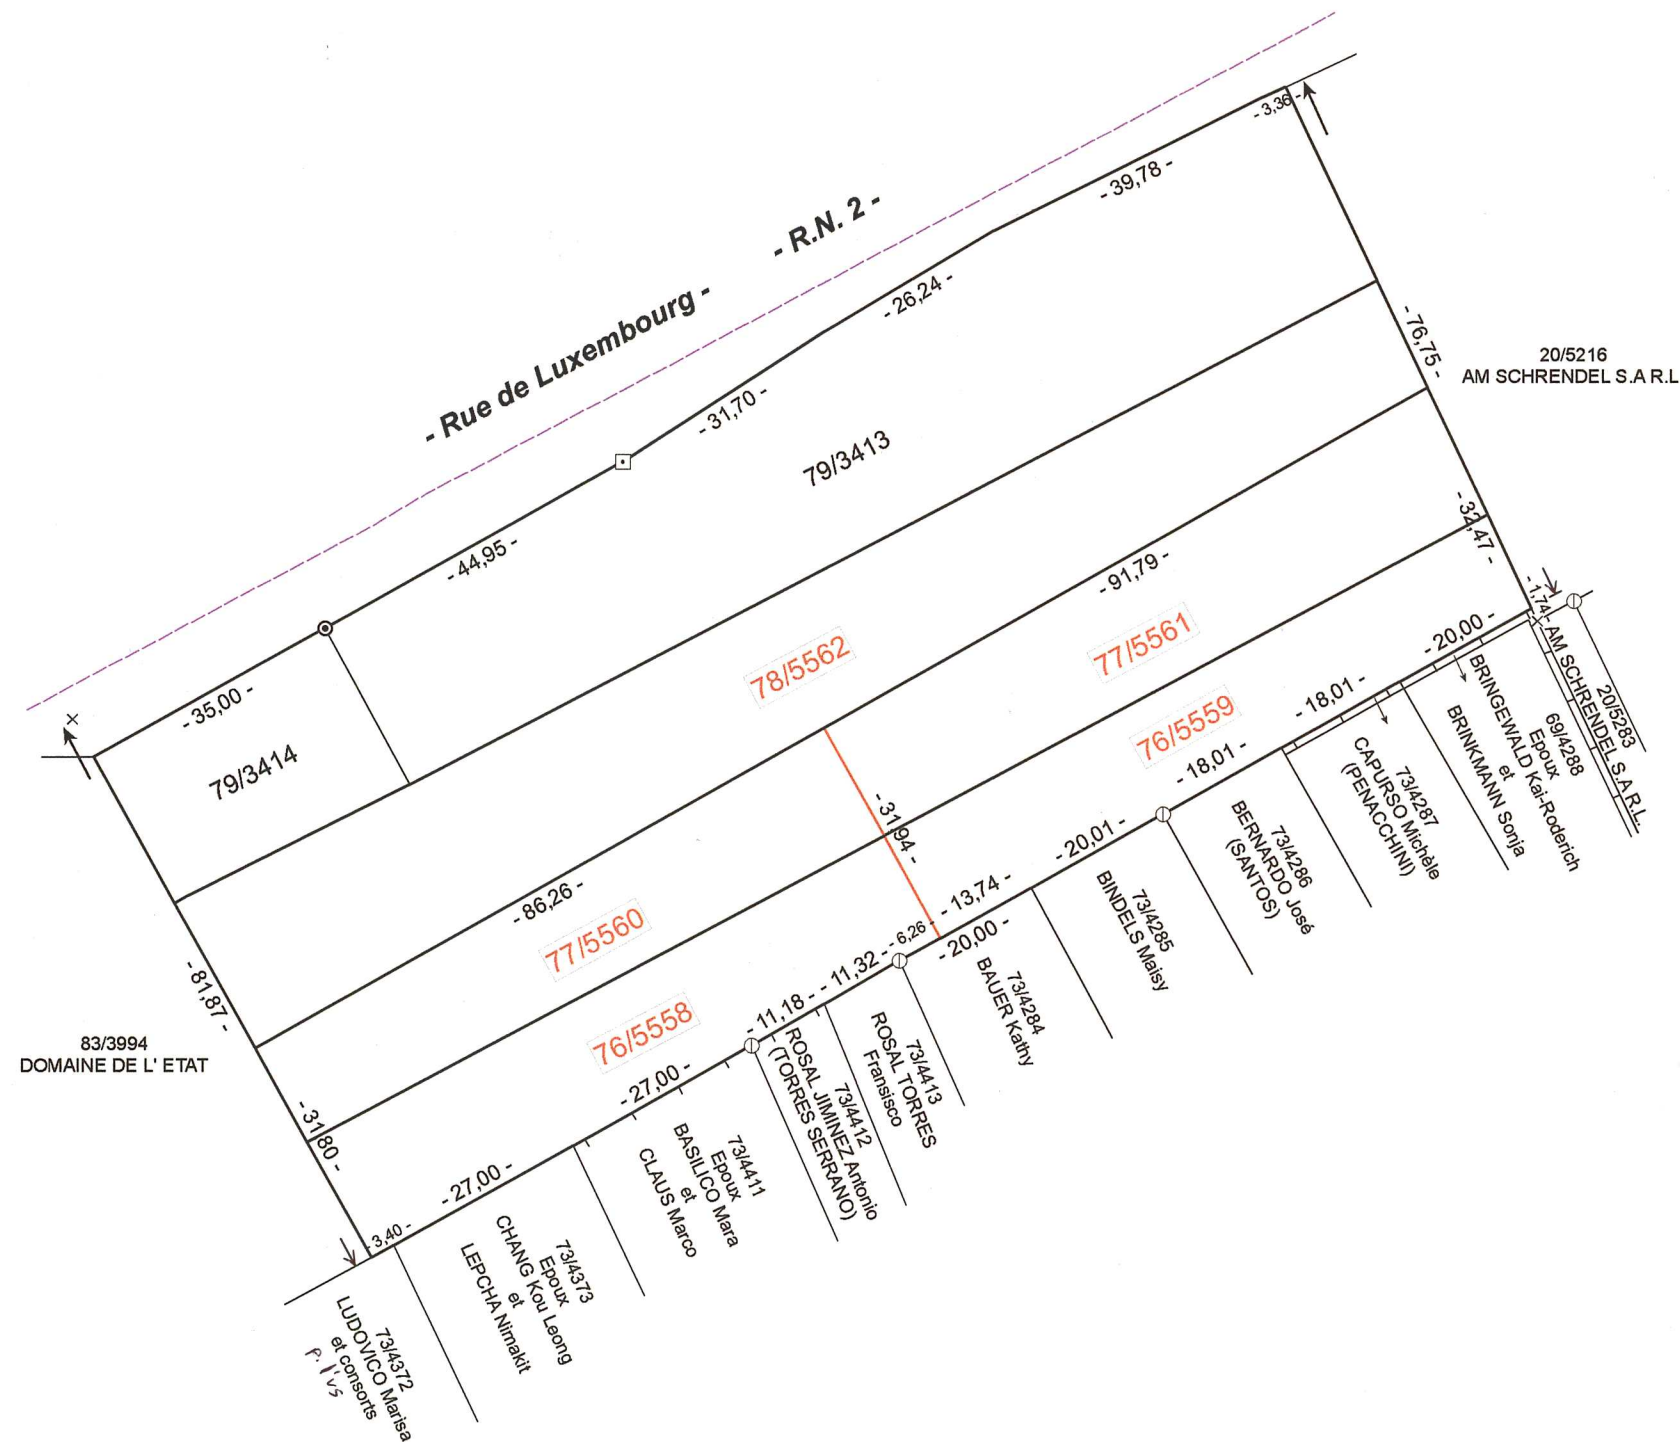 - 3,36 -
- 39,78 -
- R.N. 2 -
- 26,24 -
- Rue de Luxembourg -
- 76,75 -
20/5216
AM SCHRENDEL S.A R.L
- 31,70 -
79/3413
- 44,95 -
- 32,47 -
- 91,79 -
- 1,74 -
- 35,00 -
78/5562
77/5561
- 20,00 -
79/3414
76/5559
- 18,01 -
20/5283
AM SCHRENDEL S.A R.L.
- 18,01 -
69/4288
Epoux
BRINGEWALD Kai-Roderich
et
BRINKMANN Sonja
- 31,94 -
- 20,01 -
73/4287
CAPURSO Michèle
(PENACCHINI)
- 86,26 -
- 13,74 -
73/4286
BERNARDO José
(SANTOS)
77/5560
- 6,26 -
- 20,00 -
73/4285
BINDELS Maisy
- 81,87 -
- 11,32 -
73/4284
BAUER Kathy
76/5558
- 11,18 -
83/3994
DOMAINE DE L' ETAT
73/4413
ROSAL TORRES
Fransisco
- 27,00 -
73/4412
ROSAL JIMINEZ Antonio
(TORRES SERRANO)
- 31,80 -
73/4411
Epoux
BASILICO Mara
et
CLAUS Marco
- 27,00 -
- 3,40 -
73/4373
Epoux
CHANG Kou Leong
et
LEPCHA Nimakit
73/4372
LUDOVICO Marisa
et consorts